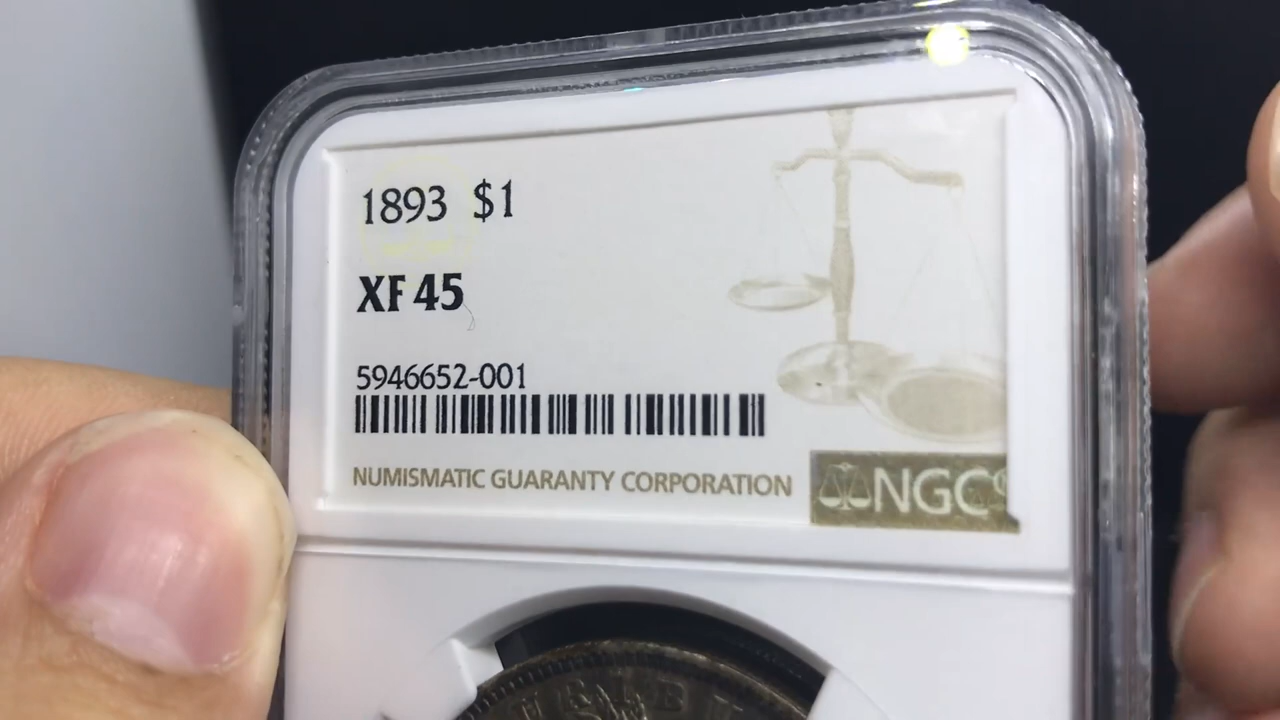 1893 $1
XF 45
5946652-001
NUMISMATIC GUARANTY CORPORATION
NGC